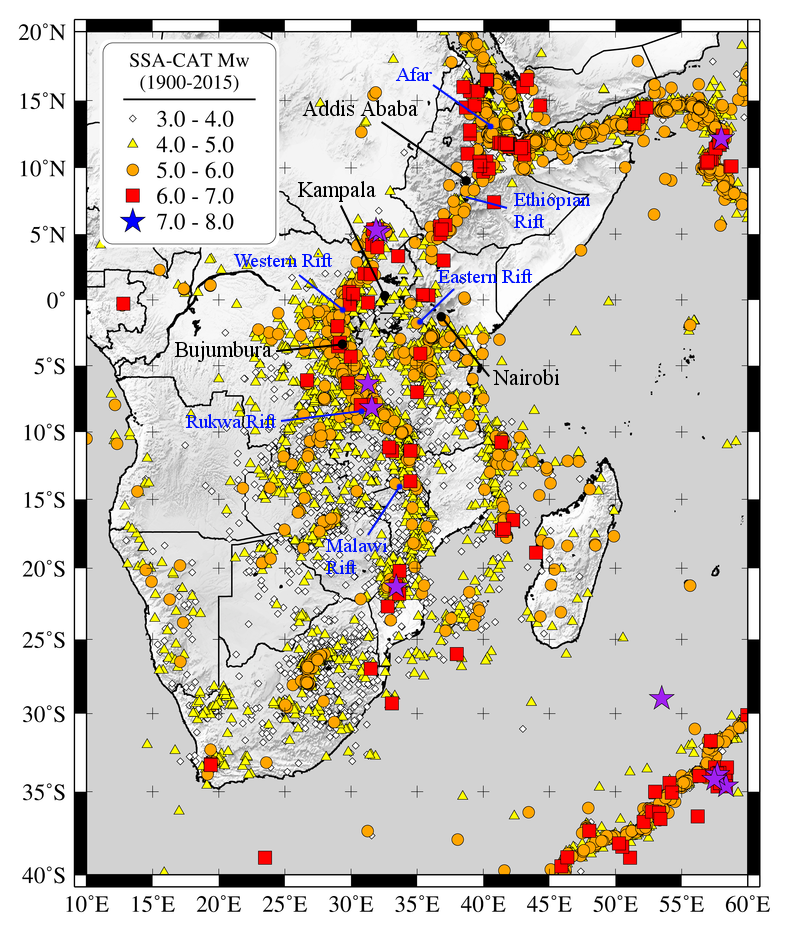 20˚N
15˚N
10˚N
5˚N
0˚
5˚S
10˚S
15˚S
20˚S
25˚S
30˚S
35˚S
40˚S
SSA-CAT Mw
(1900-2015)
3.0 - 4.0
4.0 - 5.0
5.0 - 6.0
6.0 - 7.0
7.0 - 8.0
Afar
Addis Ababa
Kampala
Ethiopian
Rift
Western Rift
Eastern Rift
Bujumbura
Nairobi
Rukwa Rift
Malawi
Rift
10˚E
15˚E
20˚E
25˚E
30˚E
35˚E
40˚E
45˚E
50˚E
55˚E
60˚E